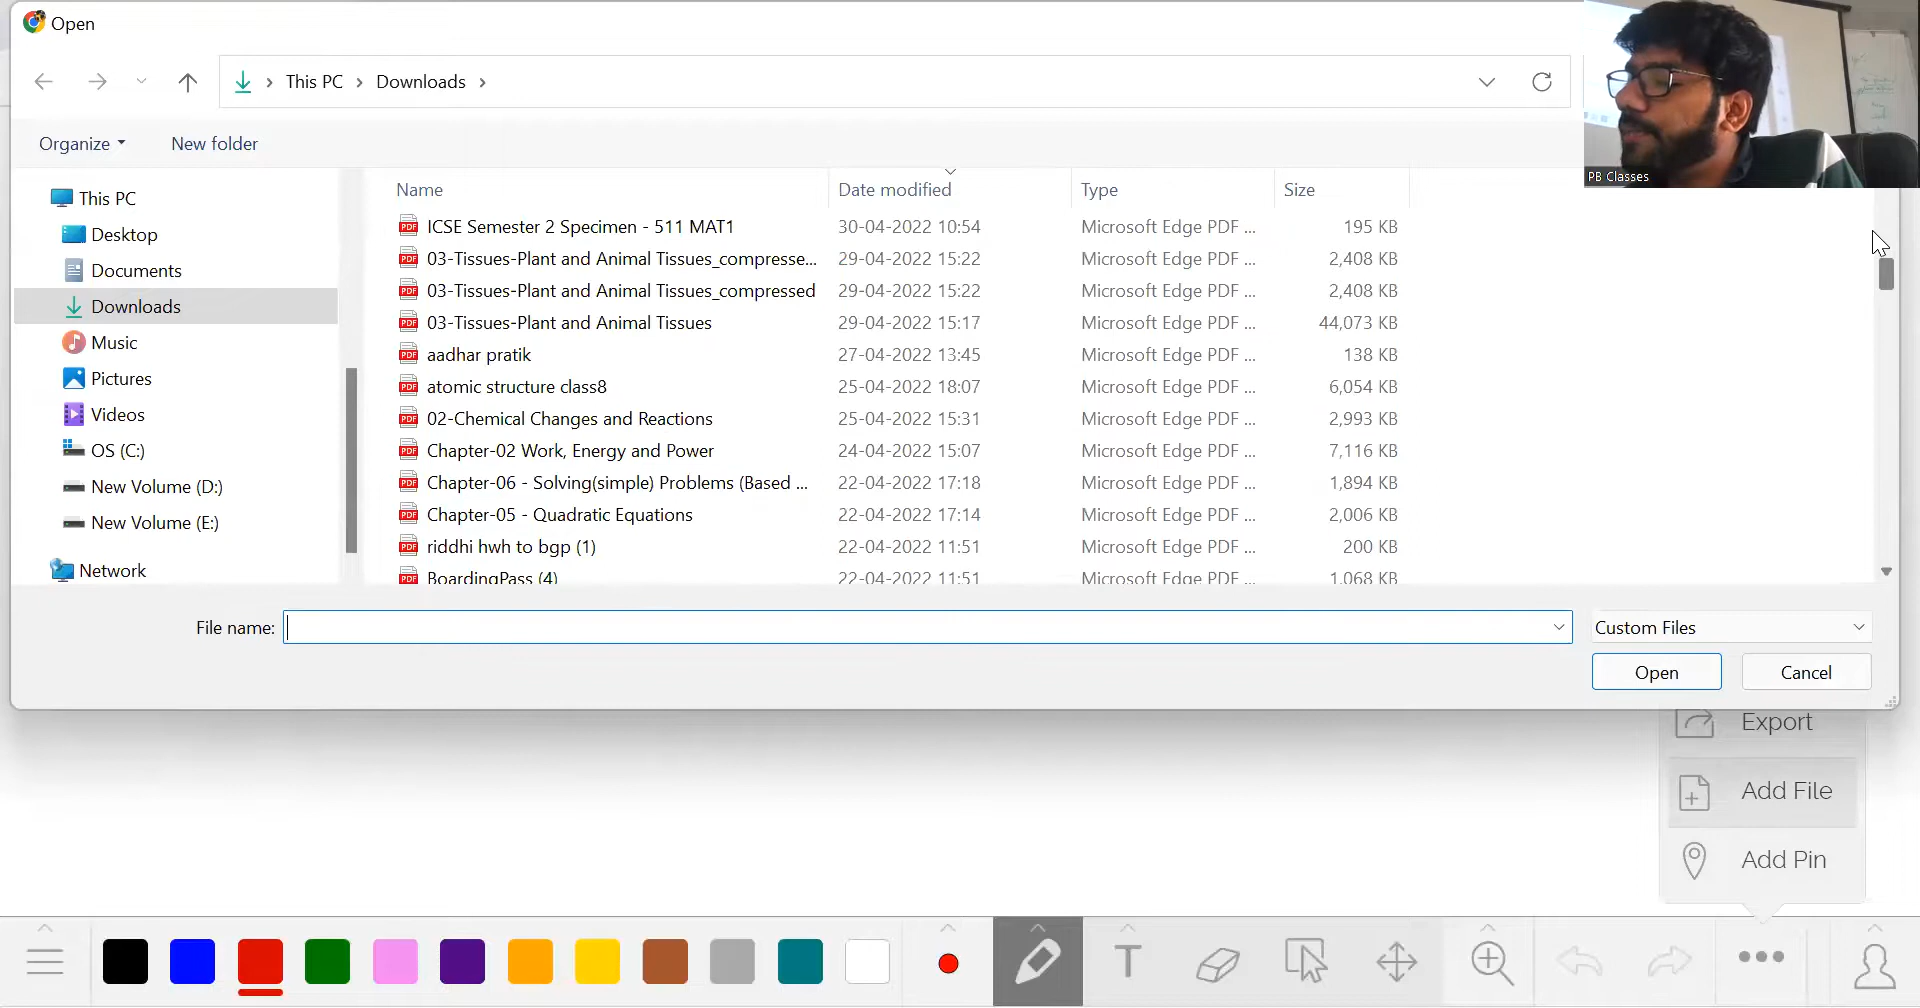 Open
This PC
Downloads
Organize
New folder
PB Classes
This PC
Desktop
Documents
Downloads
Music
Pictures
Videos
OS (C:)
New Volume (D:)
New Volume (E:)
Network
Name Date modified Type Size
ICSE Semester 2 Specimen - 511 MAT1 30-04-2022 10:54 Microsoft Edge PDF ... 195 KB
03-Tissues-Plant and Animal Tissues_compresse... 29-04-2022 15:22 Microsoft Edge PDF ... 2,408 KB
03-Tissues-Plant and Animal Tissues_compressed 29-04-2022 15:22 Microsoft Edge PDF ... 2,408 KB
03-Tissues-Plant and Animal Tissues 29-04-2022 15:17 Microsoft Edge PDF ... 44,073 KB
aadhar pratik 27-04-2022 13:45 Microsoft Edge PDF ... 138 KB
atomic structure class8 25-04-2022 18:07 Microsoft Edge PDF ... 6,054 KB
02-Chemical Changes and Reactions 25-04-2022 15:31 Microsoft Edge PDF ... 2,993 KB
Chapter-02 Work, Energy and Power 24-04-2022 15:07 Microsoft Edge PDF ... 7,116 KB
Chapter-06 - Solving(simple) Problems (Based ... 22-04-2022 17:18 Microsoft Edge PDF ... 1,894 KB
Chapter-05 - Quadratic Equations 22-04-2022 17:14 Microsoft Edge PDF ... 2,006 KB
riddhi hwh to bgp (1) 22-04-2022 11:51 Microsoft Edge PDF ... 200 KB
BoardingPass (4) 22-04-2022 11:51 Microsoft Edge PDF ... 1,068 KB
File name:
Custom Files
Open
Cancel
Export
Add File
Add Pin
T